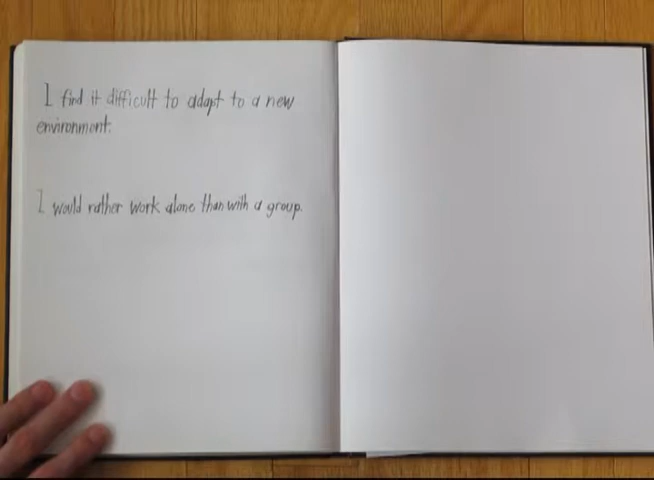 I find it difficult to adapt to a new
environment.
I would rather work alone than with a group.